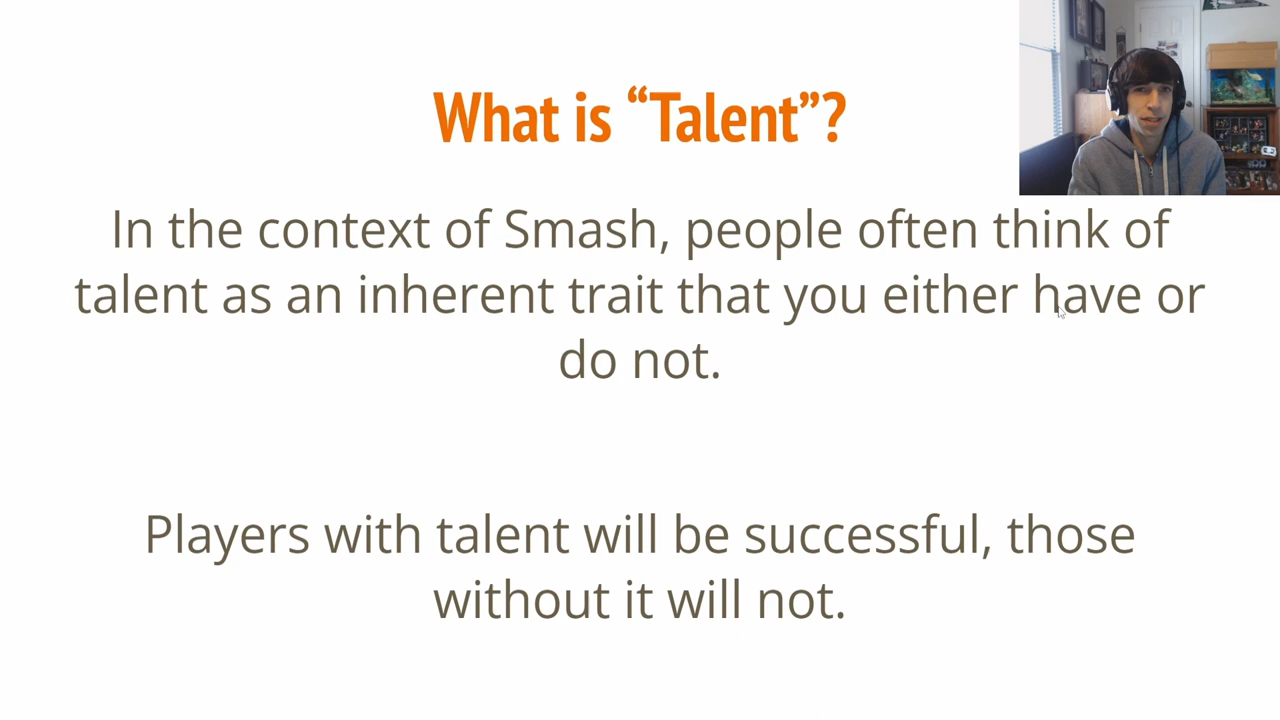 What is “Talent”?
In the context of Smash, people often think of
talent as an inherent trait that you either have or
do not.
Players with talent will be successful, those
without it will not.